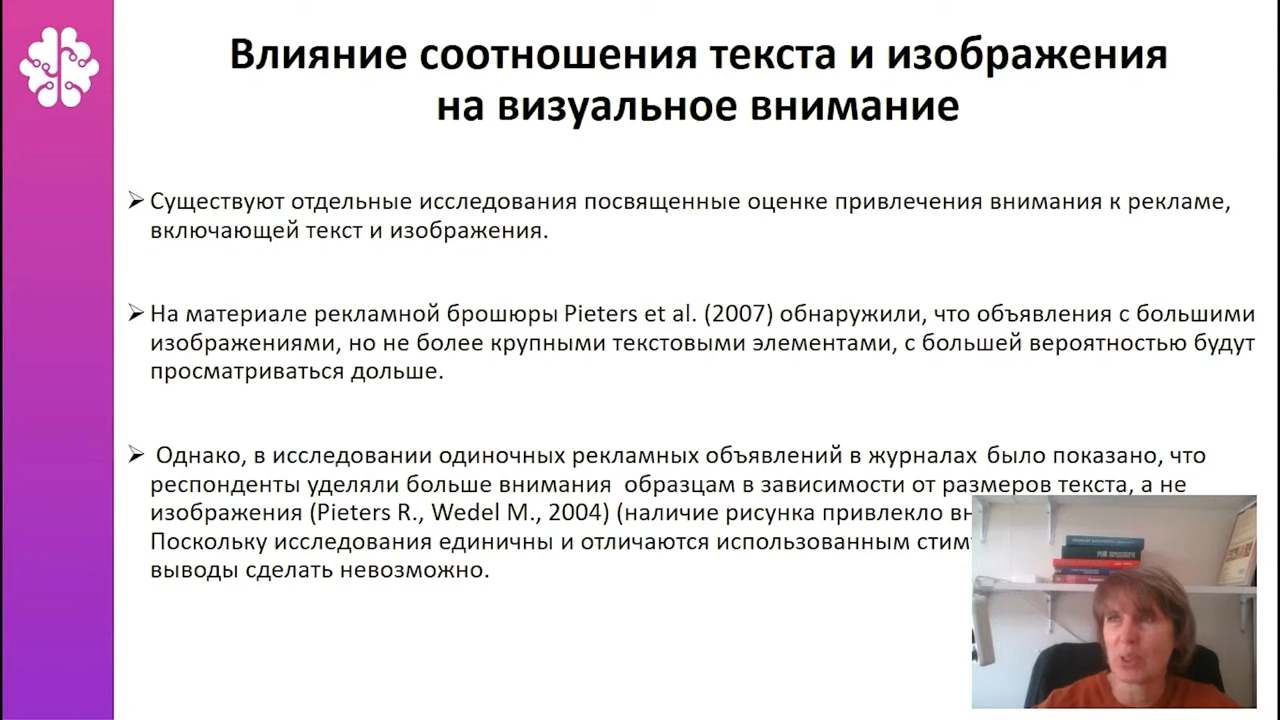 Влияние соотношения текста и изображения
на визуальное внимание
Существуют отдельные исследования посвященные оценке привлечения внимания к рекламе,
включающей текст и изображения.
На материале рекламной брошюры Pieters et al. (2007) обнаружили, что объявления с большими
изображениями, но не более крупными текстовыми элементами, с большей вероятностью будут
просматриваться дольше.
Однако, в исследовании одиночных рекламных объявлений в журналах было показано, что
респонденты уделяли больше внимания образцам в зависимости от размеров текста, а не
изображения (Pieters R., Wedel M., 2004) (наличие рисунка привлекло
Поскольку исследования единичны и отличаются использованным
выводы сделать невозможно.